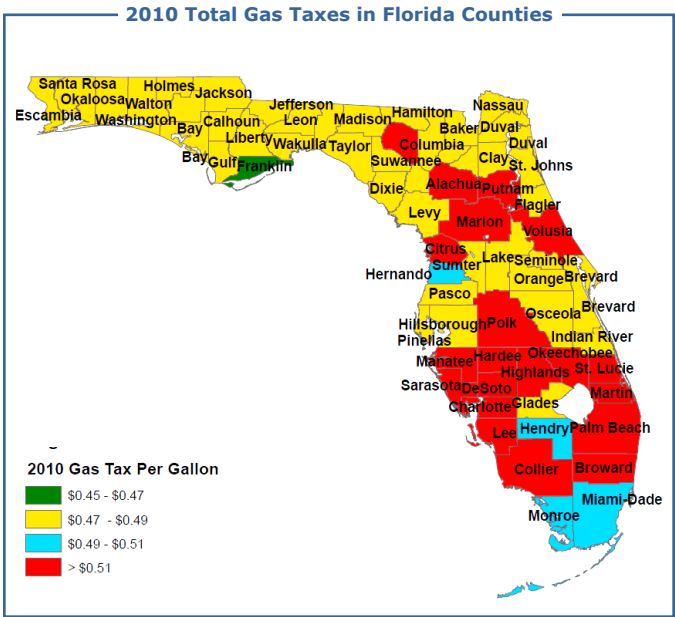 2010 Total Gas Taxes in Florida Counties
Santa Rosa
Holmes
Jackson
Okaloosa
Walton
Escambia
Washington
Bay
Calhoun
Jefferson
Leon
Madison
Hamilton
Nassau
Liberty
Wakulla
Taylor
Columbia
Baker
Duval
Duval
Bay
Gulf
Franklin
Suwannee
Clay
St. Johns
Dixie
Alachua
Putnam
Levy
Flagler
Marion
Volusia
Citrus
Sumter
Lake
Seminole
Hernando
Orange
Brevard
Pasco
Osceola
Brevard
Hillsborough
Polk
Pinellas
Indian River
Manatee
Hardee
Okeechobee
Highlands
St. Lucie
Sarasota
DeSoto
Martin
Charlotte
Glades
Lee
Hendry
Palm Beach
Collier
Broward
Miami-Dade
Monroe
2010 Gas Tax Per Gallon
$0.45 - $0.47
$0.47 - $0.49
$0.49 - $0.51
> $0.51